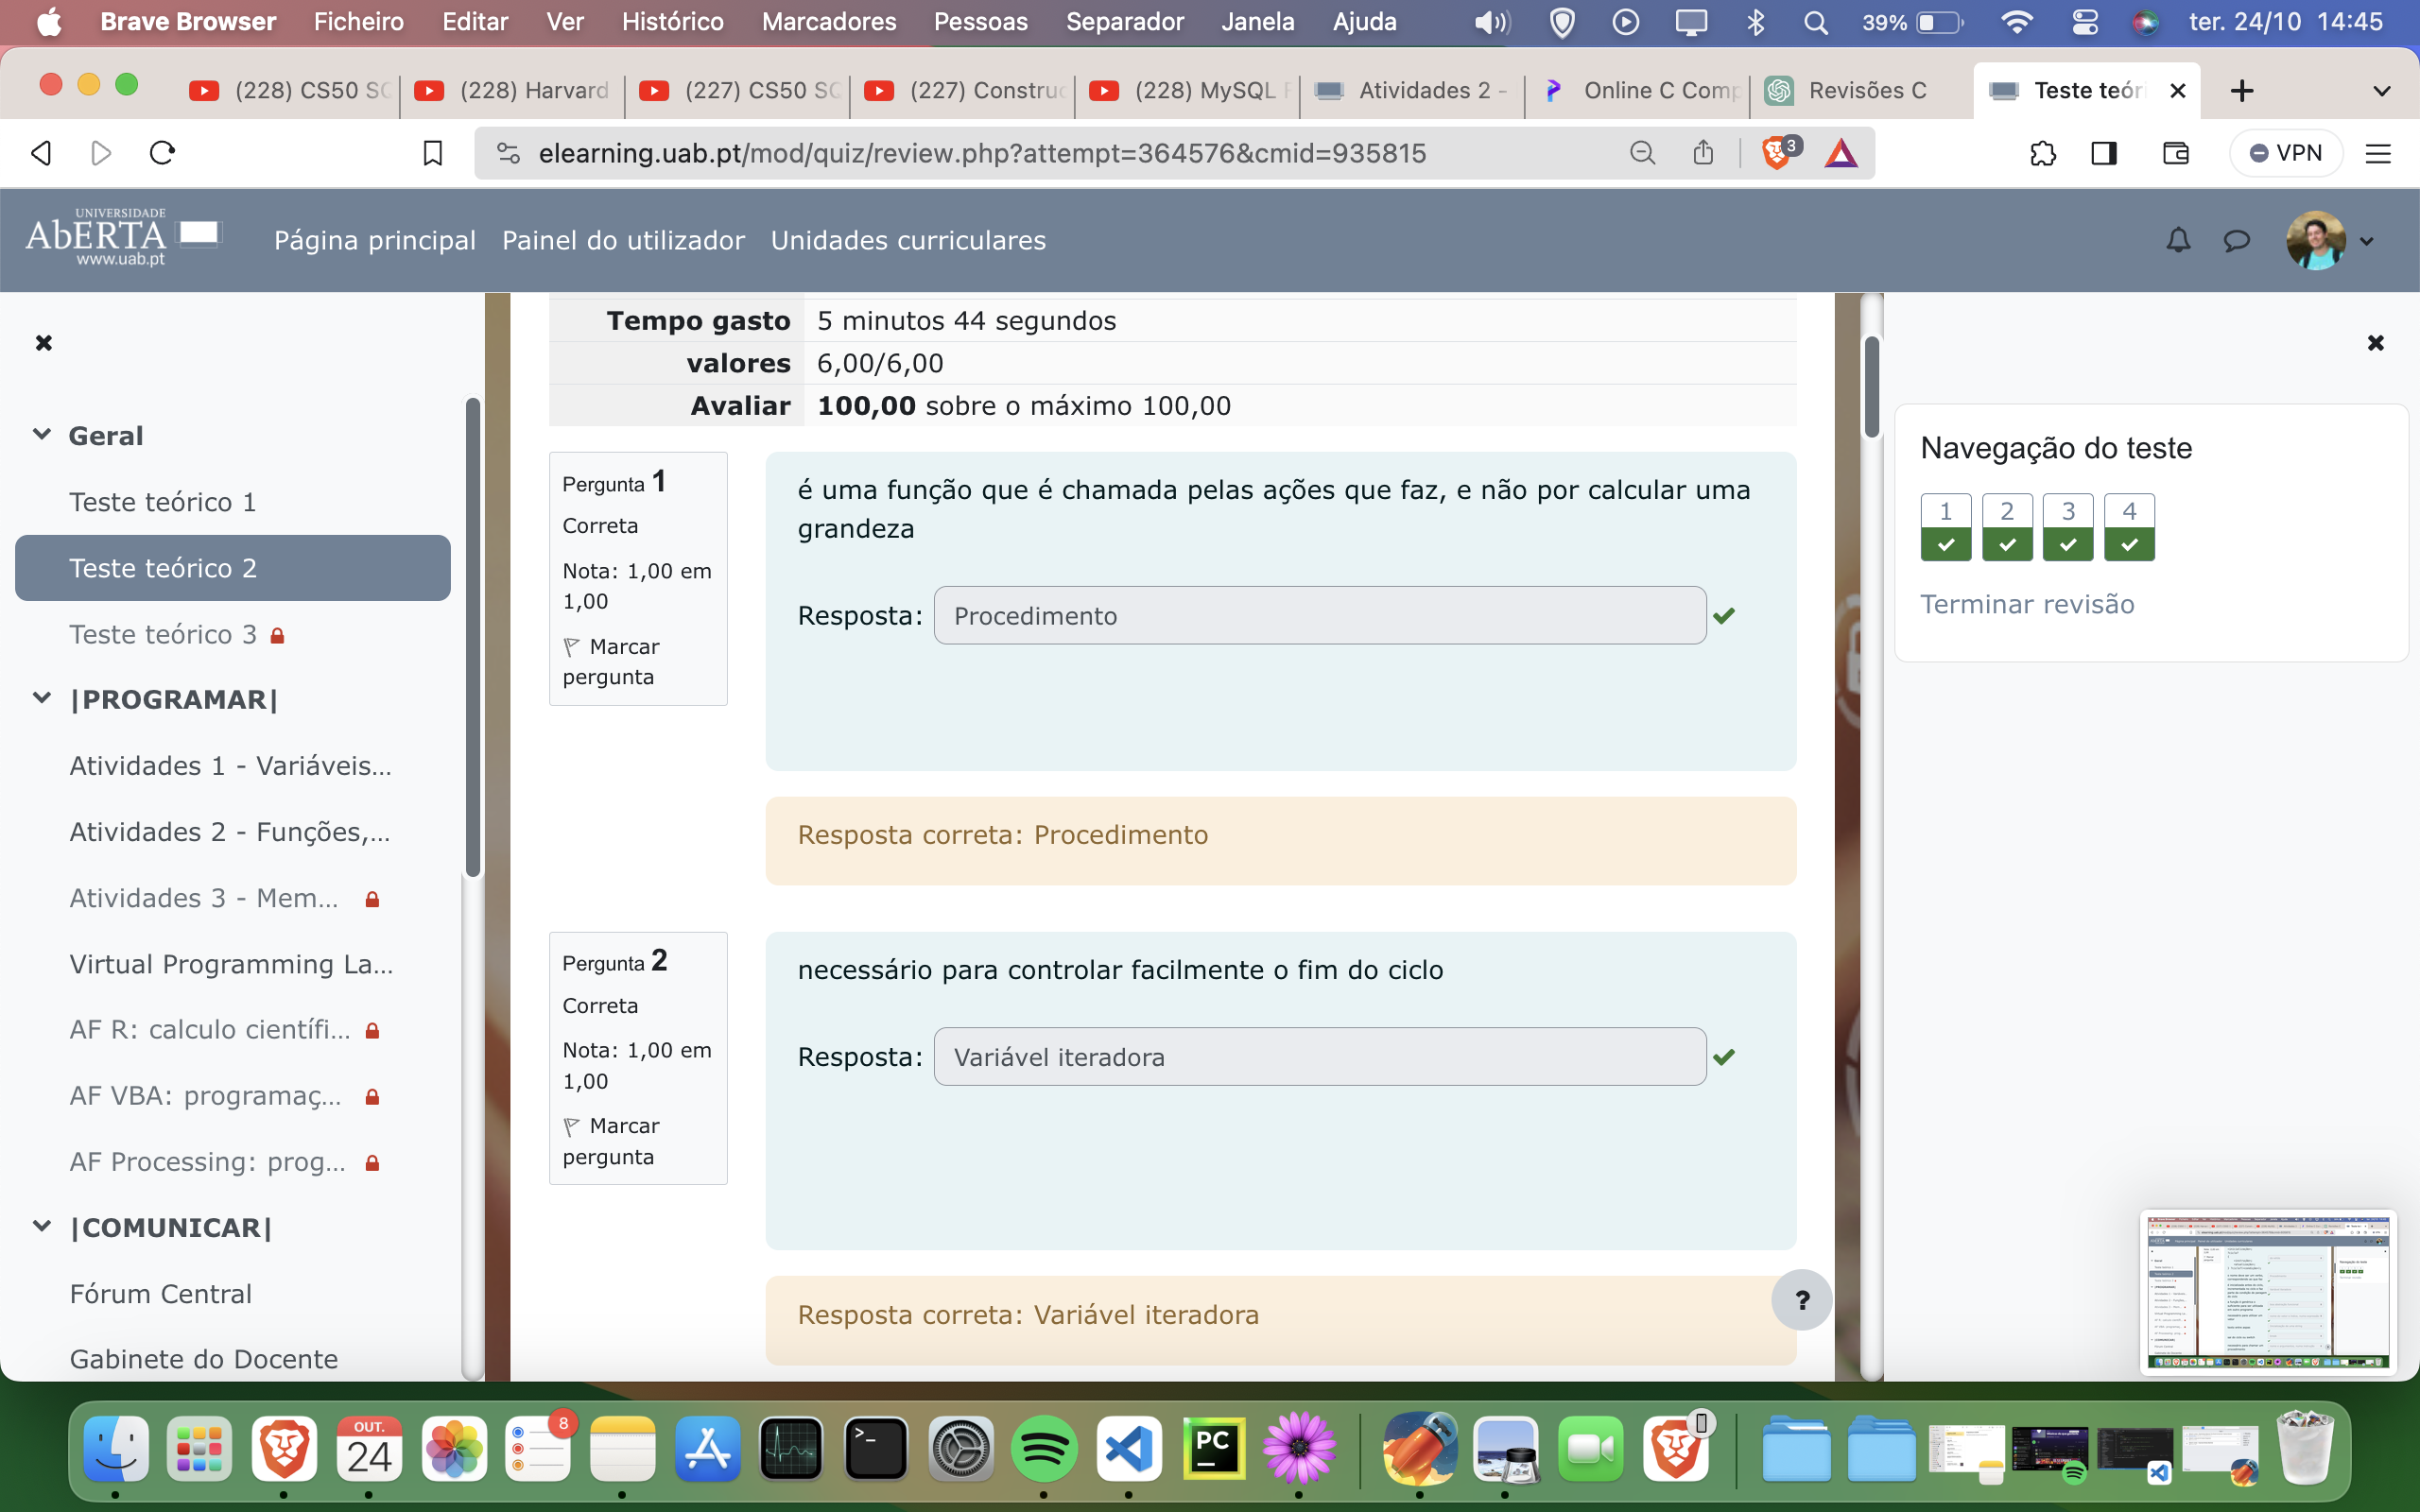 Brave Browser Ficheiro Editar Ver Histórico Marcadores Pessoas Separador Janela Ajuda 39% ter. 24/10 14:45
(228) CS50 SQ (228) Harvard (227) CS50 SQ (227) Construc (228) MySQL Atividades 2 - Online C Comp Revisões C Teste teóri
elearning.uab.pt/mod/quiz/review.php?attempt=364576&cmid=935815 3 VPN
UNIVERSIDADE
AbERTA
www.uab.pt
Página principal Painel do utilizador Unidades curriculares
Geral
Teste teórico 1
Teste teórico 2
Teste teórico 3
|PROGRAMAR|
Atividades 1 - Variáveis...
Atividades 2 - Funções,...
Atividades 3 - Mem...
Virtual Programming La...
AF R: calculo científi...
AF VBA: programaç...
AF Processing: prog...
|COMUNICAR|
Fórum Central
Gabinete do Docente
Tempo gasto 5 minutos 44 segundos
valores 6,00/6,00
Avaliar 100,00 sobre o máximo 100,00
Pergunta 1
Correta
Nota: 1,00 em
1,00
Marcar
pergunta
é uma função que é chamada pelas ações que faz, e não por calcular uma
grandeza
Resposta: Procedimento
Resposta correta: Procedimento
Pergunta 2
Correta
Nota: 1,00 em
1,00
Marcar
pergunta
necessário para controlar facilmente o fim do ciclo
Resposta: Variável iteradora
Resposta correta: Variável iteradora
?
Navegação do teste
1 2 3 4
Terminar revisão
OUT.
24
8
>_
PC